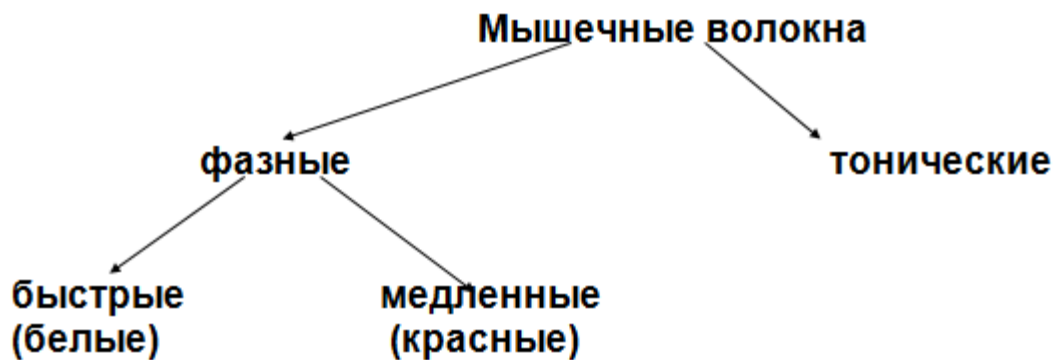 Мышечные волокна
фазные
тонические
быстрые
(белые)
медленные
(красные)